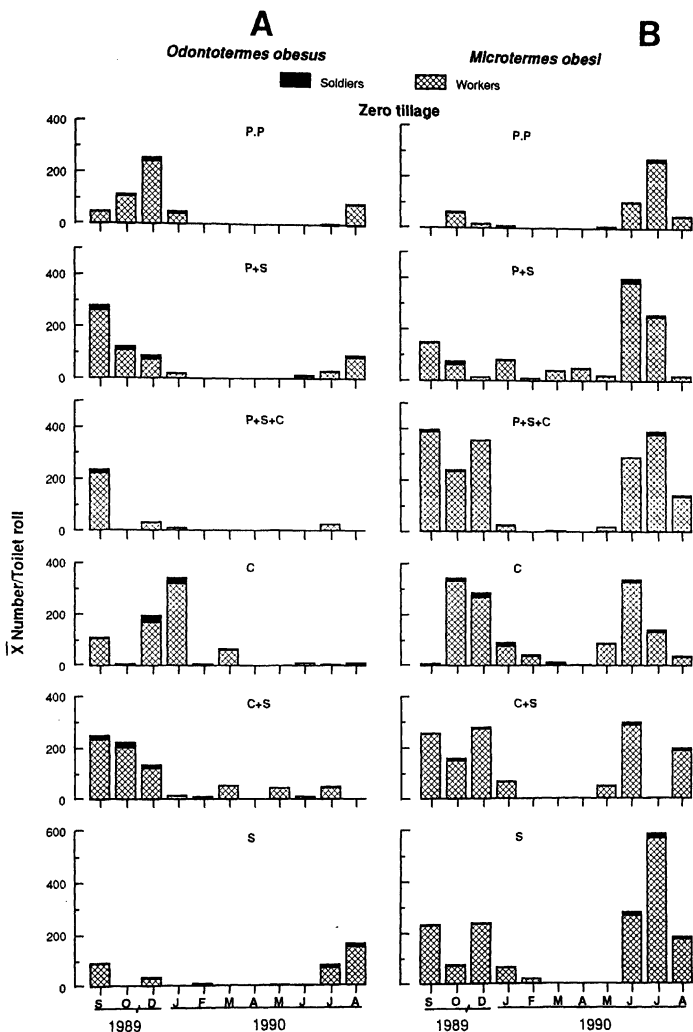 A B
Odontotermes obesus Microtermes obesi
Soldiers Workers
Zero tillage
X̅ Number/Toilet roll
P.P P.P
400
200
0
P+S P+S
400
200
0
P+S+C P+S+C
400
200
0
C C
400
200
0
C+S C+S
400
200
0
S S
600
400
200
0
S O, D J F M A M J J A S O, D J F M A M J J A
1989 1990 1989 1990